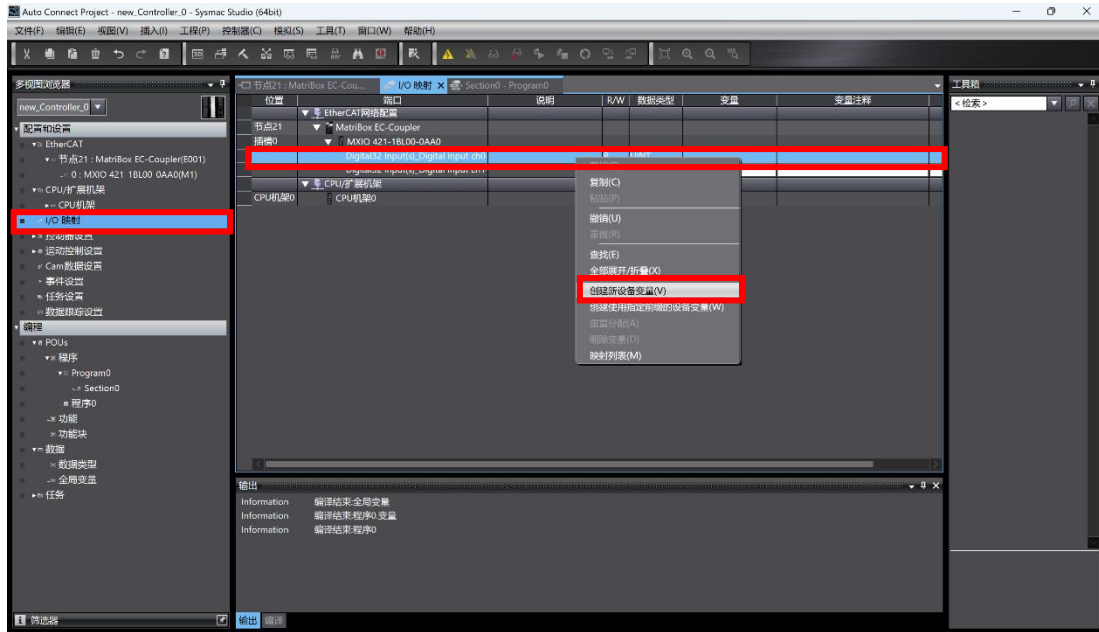 Auto Connect Project - new_Controller_0 - Sysmac Studio (64bit)
文件(F) 编辑(E) 视图(V) 插入(I) 工程(P) 控制器(C) 模拟(S) 工具(T) 窗口(W) 帮助(H)
多视图浏览器
new_Controller_0
配置和设置
EtherCAT
节点21 : MatriBox EC-Coupler(E001)
0 : MXIO 421 1BL00 0AA0(M1)
CPU/扩展机架
CPU机架
I/O 映射
控制器设置
运动控制设置
Cam数据设置
事件设置
任务设置
数据跟踪设置
编程
POUs
程序
Program0
Section0
程序0
功能
功能块
数据
数据类型
全局变量
任务
筛选器
节点21 : MatriBox EC-Cou... I/O 映射 Section0 - Program0
位置 端口 说明 R/W 数据类型 变量 变量注释
EtherCAT网络配置
节点21 MatriBox EC-Coupler
插槽0 MXIO 421-1BL00-0AA0
Digital32 Input(s)_Digital input ch0 R UINT
Digital32 Input(s)_Digital input ch1
CPU/扩展机架
CPU机架0 CPU机架0
复制(C)
粘贴(P)
撤销(U)
重做(R)
查找(E)
全部展开/折叠(X)
创建新设备变量(V)
创建使用指定前缀的设备变量(W)
重置分配(A)
删除变量(D)
映射列表(M)
输出
Information 编译结束:全局变量
Information 编译结束:程序0.变量
Information 编译结束:程序0
输出 编译
工具箱
<检索>